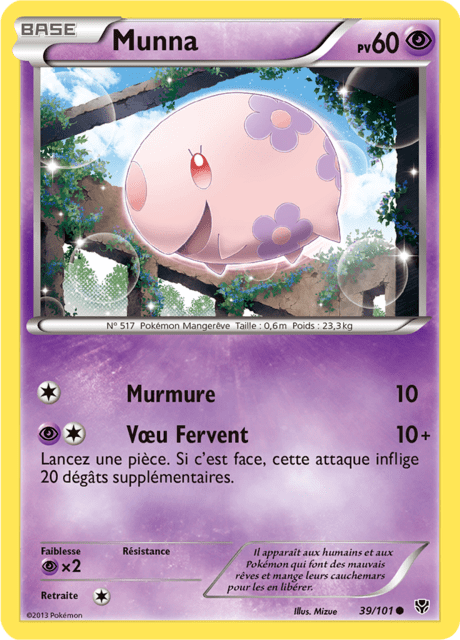 BASE
Munna
PV60
N° 517 Pokémon Mangerêve Taille : 0,6m Poids : 23,3kg
Murmure 10
Vœu Fervent 10+
Lancez une pièce. Si c'est face, cette attaque inflige
20 dégâts supplémentaires.
Faiblesse Résistance
×2
Retraite
Il apparaît aux humains et aux
Pokémon qui font des mauvais
rêves et mange leurs cauchemars
pour les en libérer.
Illus. Mizue 39/101
©2013 Pokémon